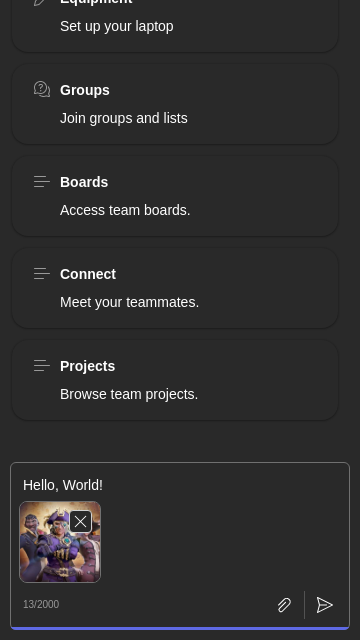 Equipment
Set up your laptop
Groups
Join groups and lists
Boards
Access team boards.
Connect
Meet your teammates.
Projects
Browse team projects.
Hello, World!
13/2000